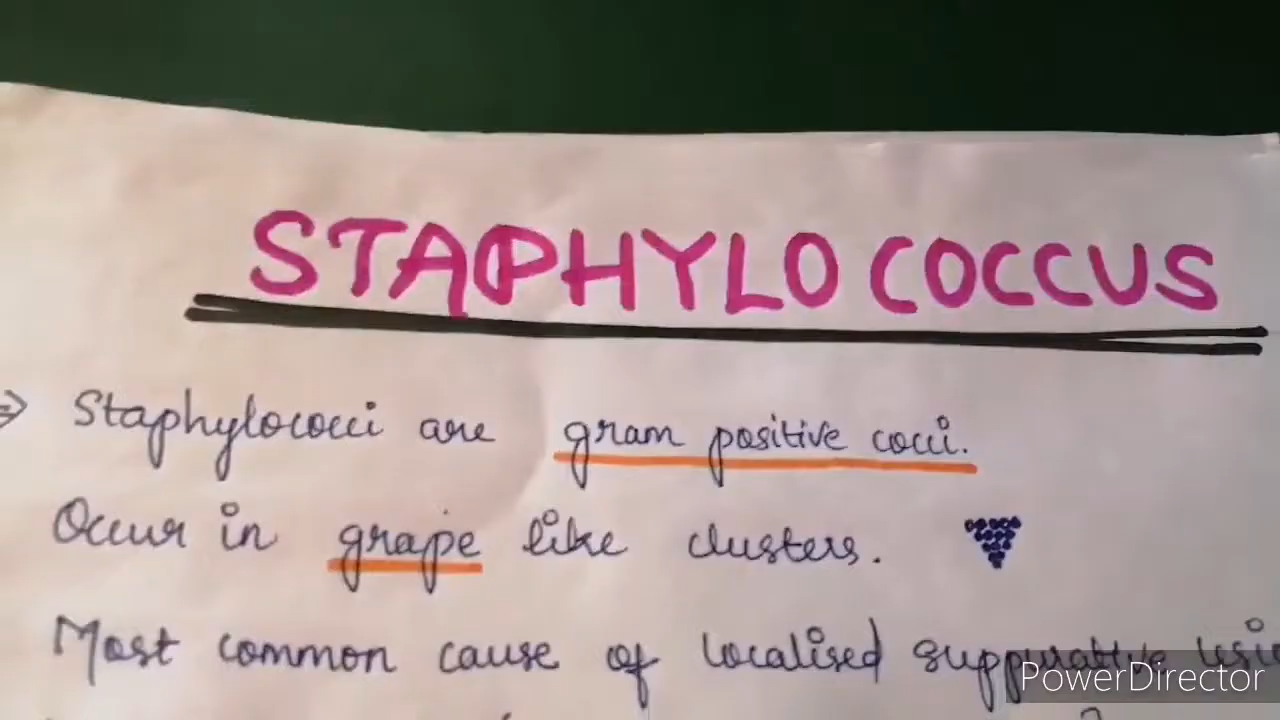 STAPHYLO COCCUS
⇒ Staphylococci are gram positive cocci.
Occur in grape like clusters.
Most common cause of localised suppurative
PowerDirector